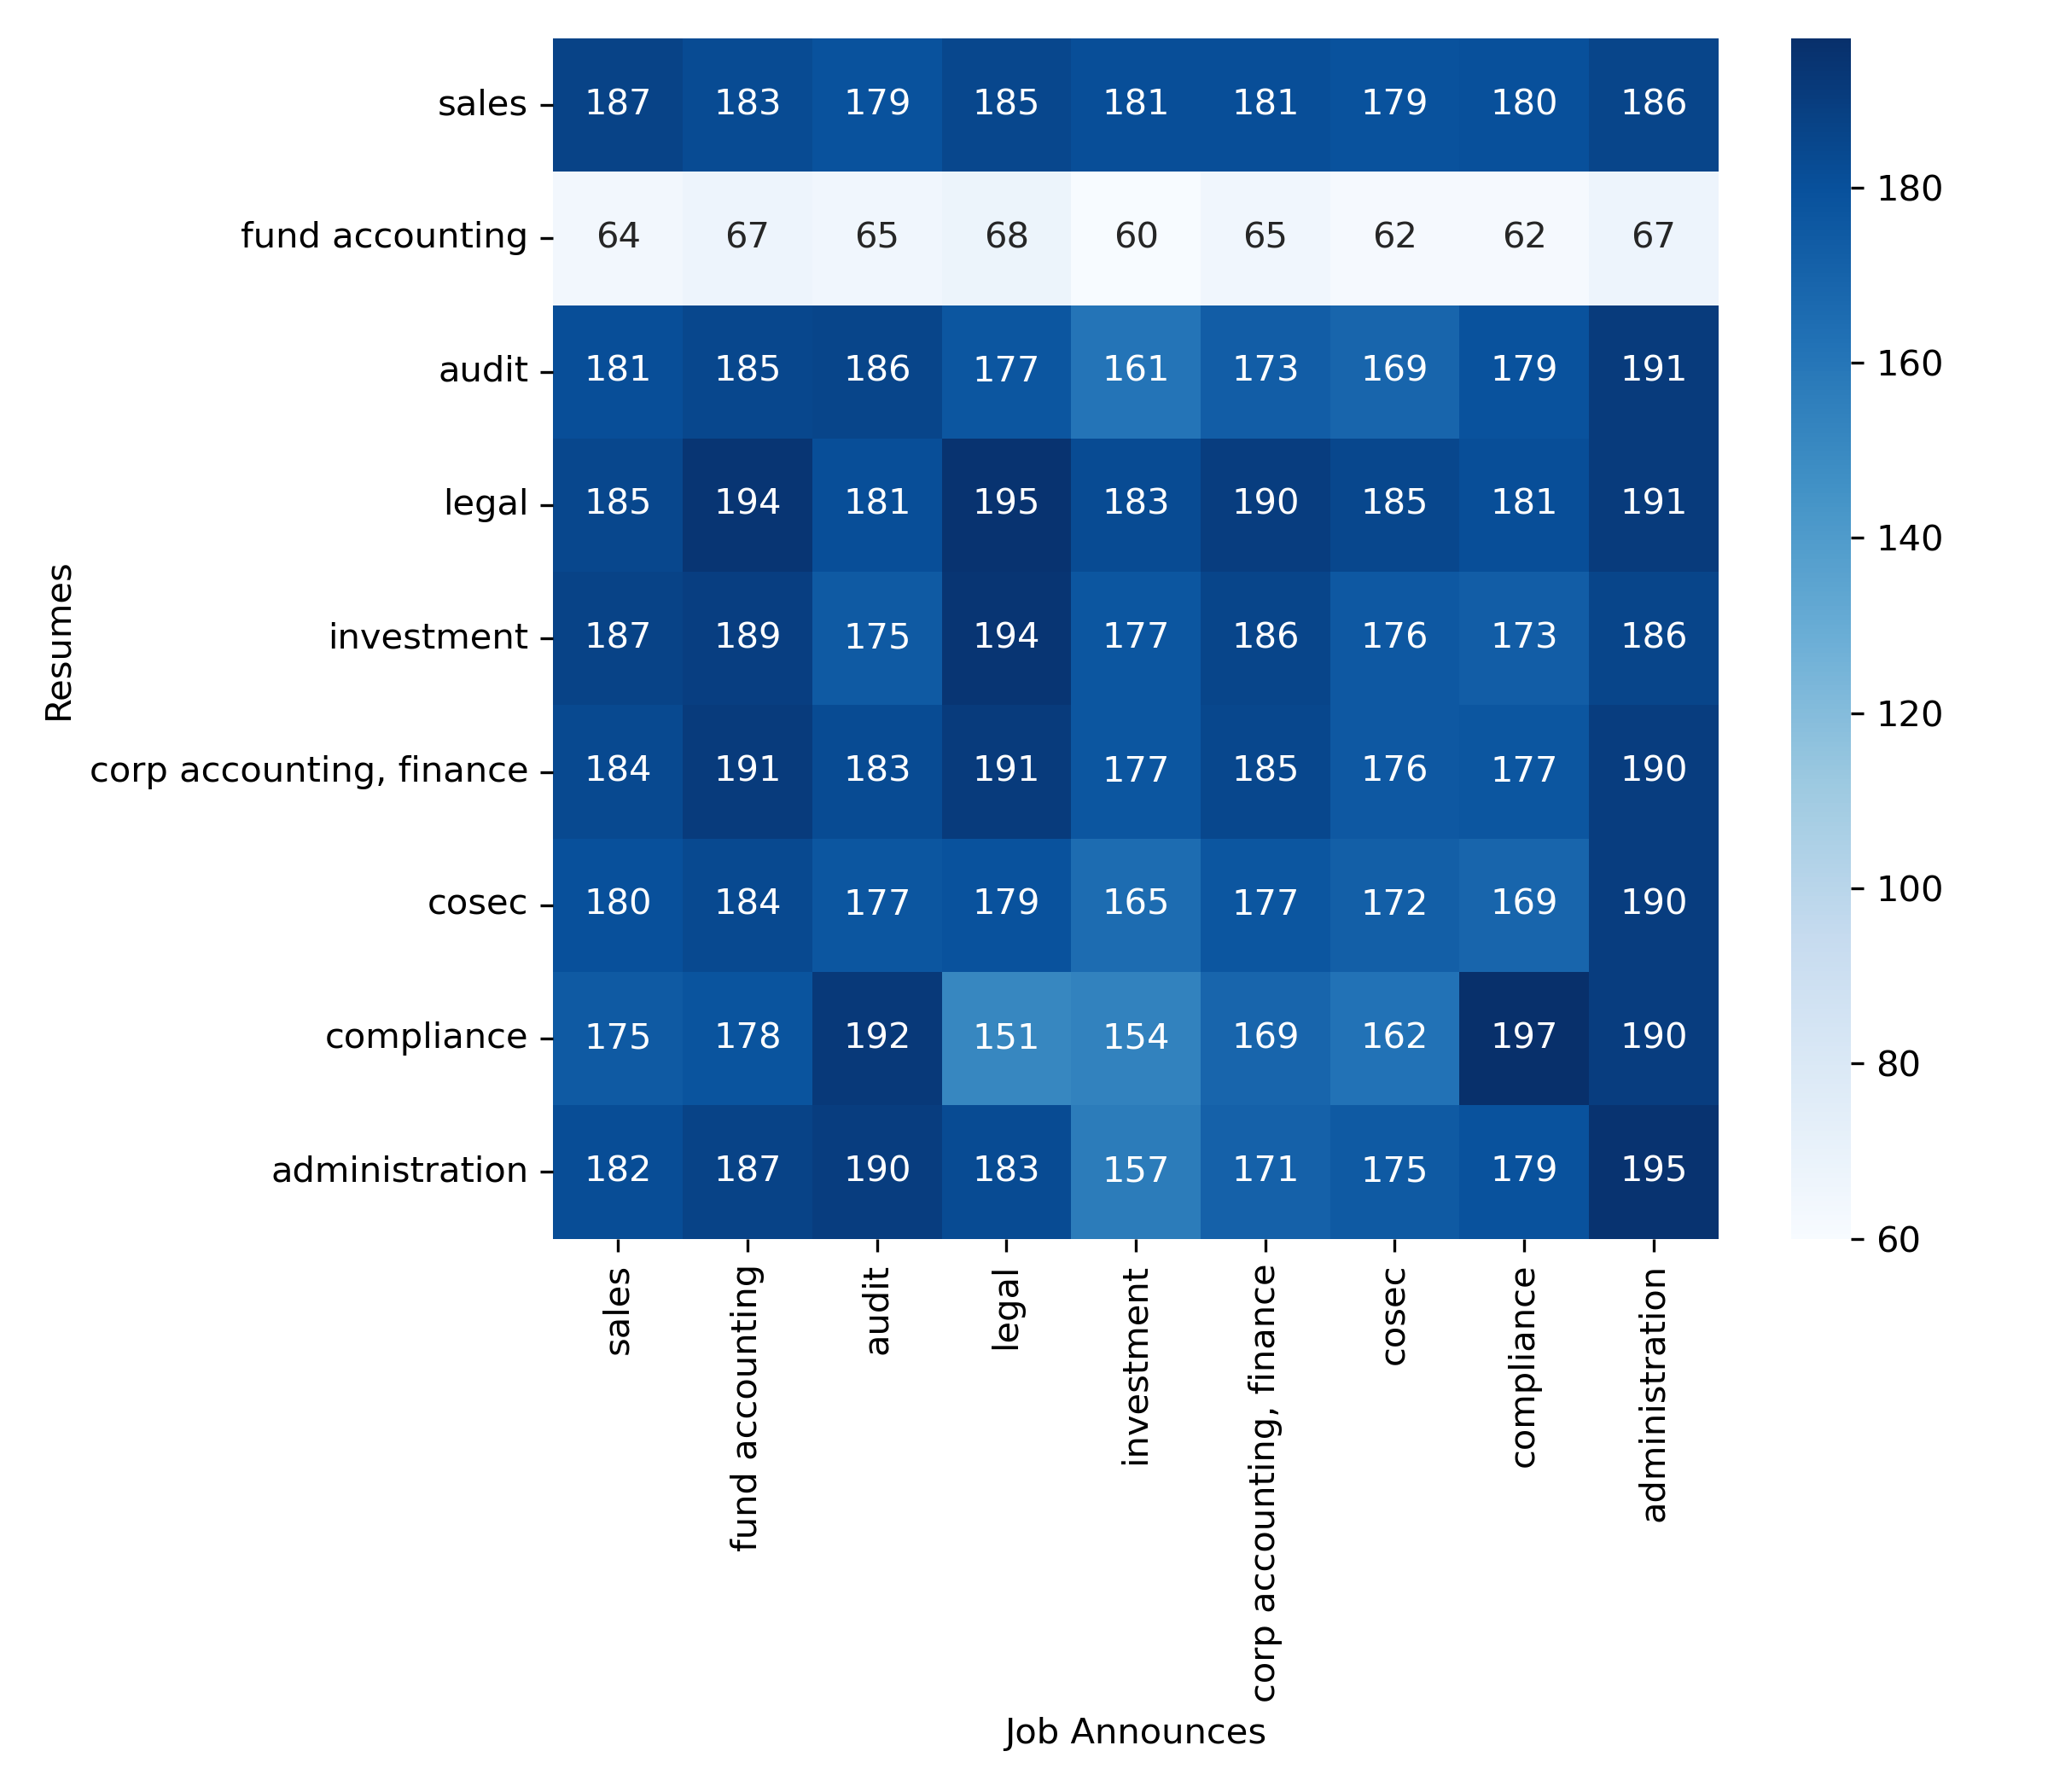 sales 187 183 179 185 181 181 179 180 186
fund accounting 64 67 65 68 60 65 62 62 67
audit 181 185 186 177 161 173 169 179 191
legal 185 194 181 195 183 190 185 181 191
investment 187 189 175 194 177 186 176 173 186
corp accounting, finance 184 191 183 191 177 185 176 177 190
cosec 180 184 177 179 165 177 172 169 190
compliance 175 178 192 151 154 169 162 197 190
administration 182 187 190 183 157 171 175 179 195
Resumes
sales
fund accounting
audit
legal
investment
corp accounting, finance
cosec
compliance
administration
Job Announces
180
160
140
120
100
80
60